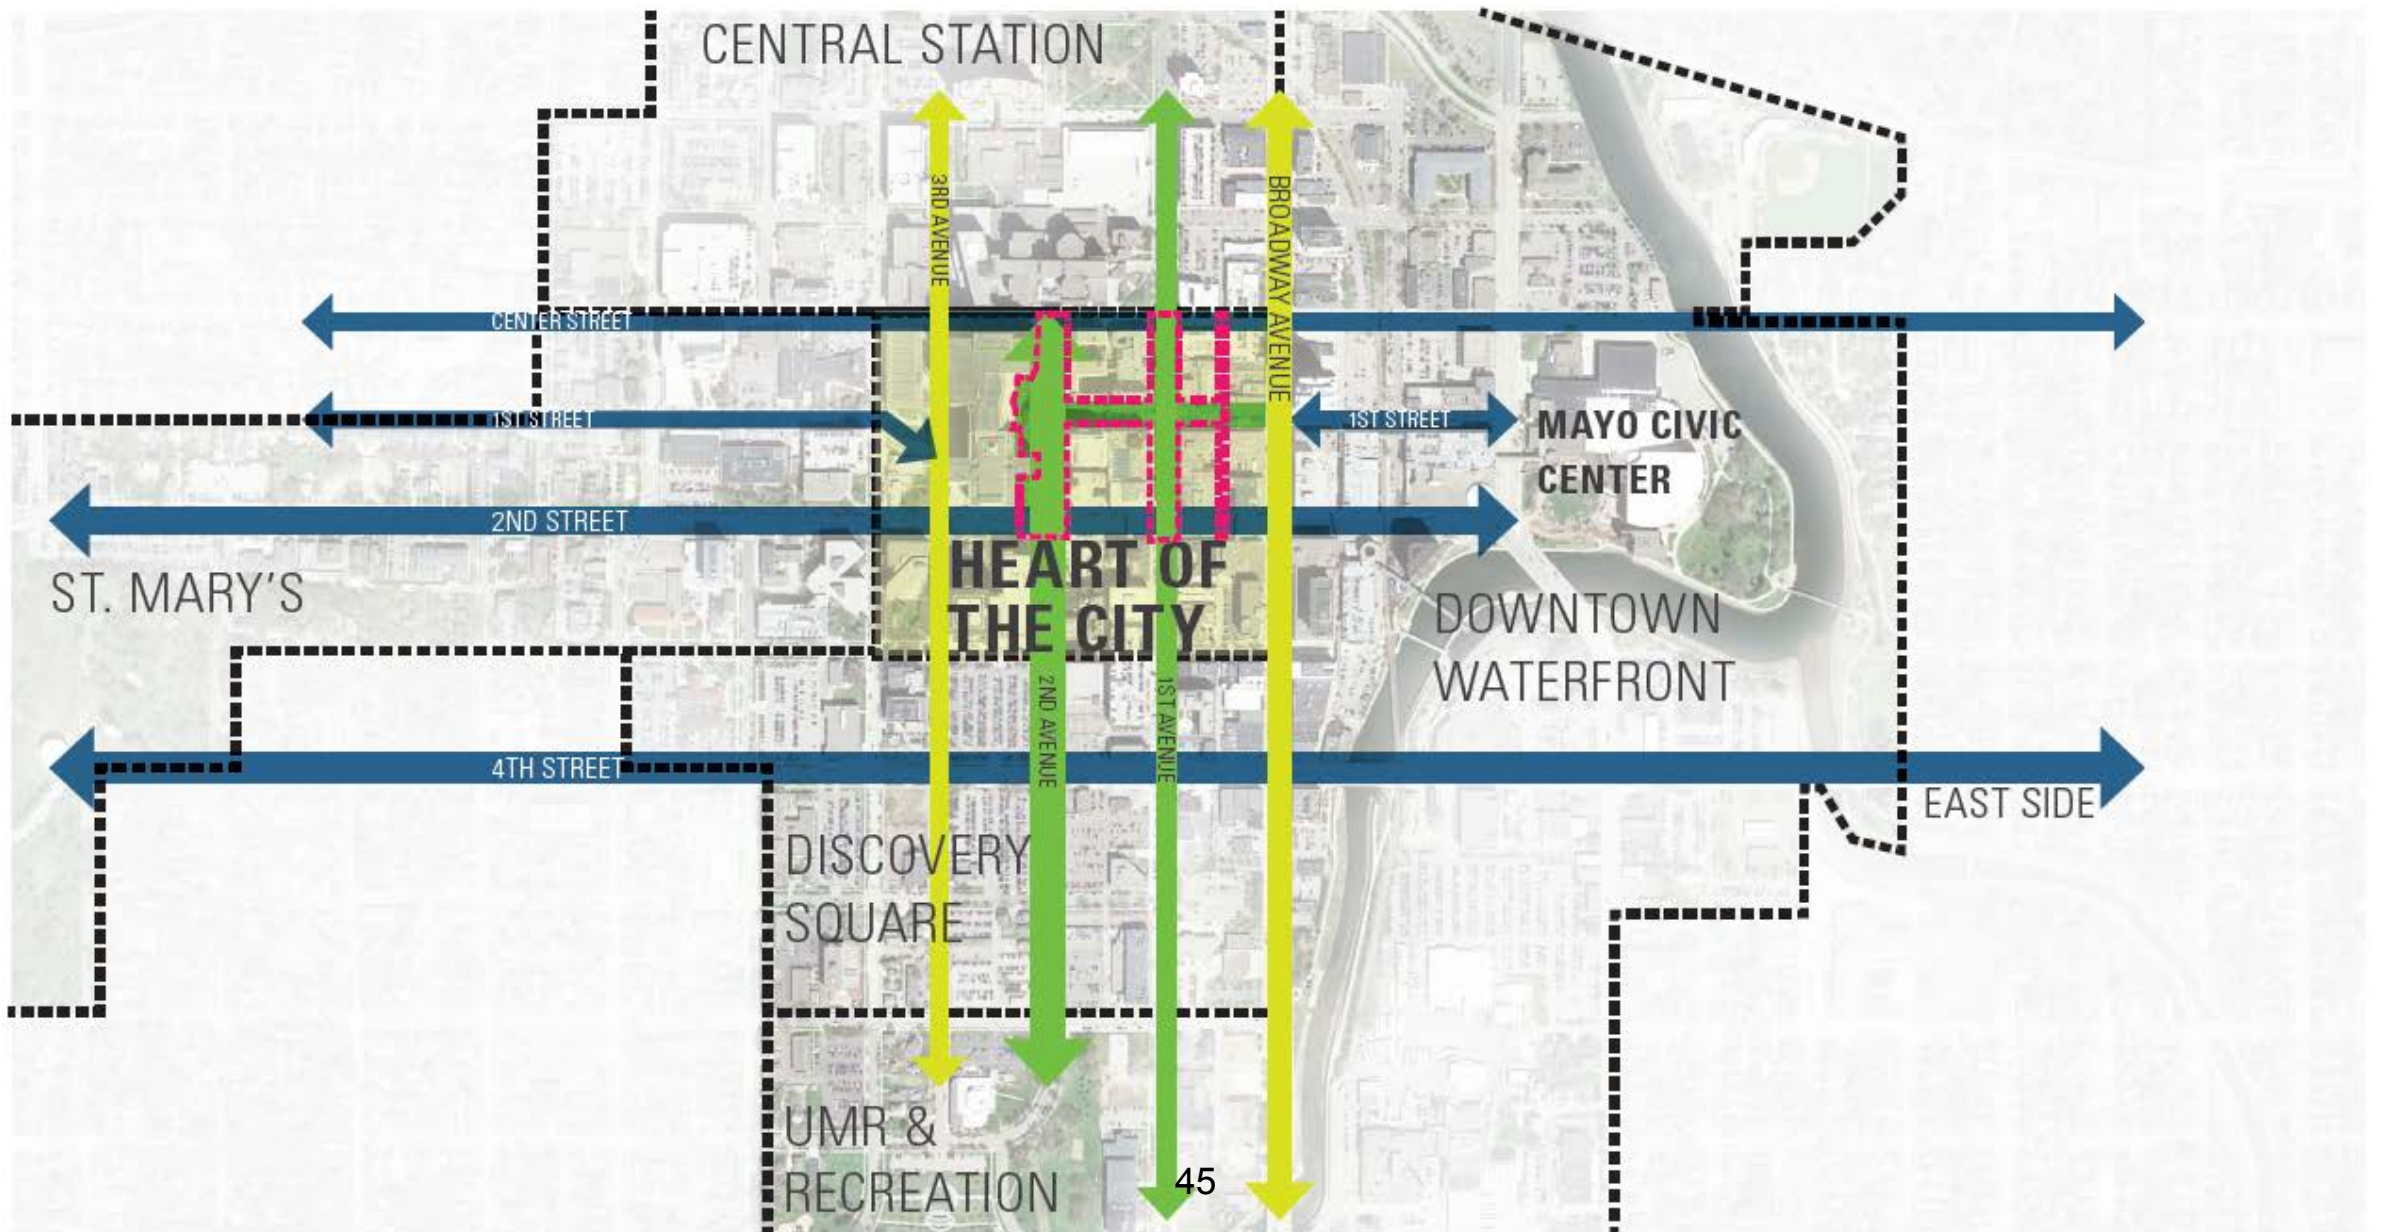 CENTRAL STATION
3RD AVENUE
BROADWAY AVENUE
CENTER STREET
1ST STREET
1ST STREET
MAYO CIVIC
CENTER
2ND STREET
HEART OF
THE CITY
ST. MARY'S
DOWNTOWN
WATERFRONT
2ND AVENUE
1ST AVENUE
4TH STREET
EAST SIDE
DISCOVERY
SQUARE
UMR &
RECREATION
45